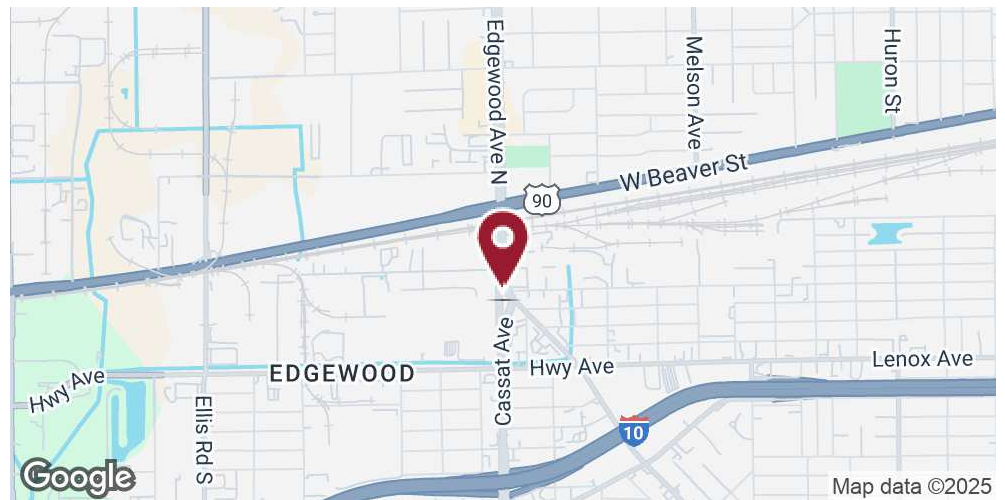 Edgewood Ave N
Melson Ave
Huron St
W Beaver St
90
Cassat Ave
Hwy Ave
Lenox Ave
EDGEWOOD
Hwy Ave
Ellis Rd S
10
Google
Map data ©2025